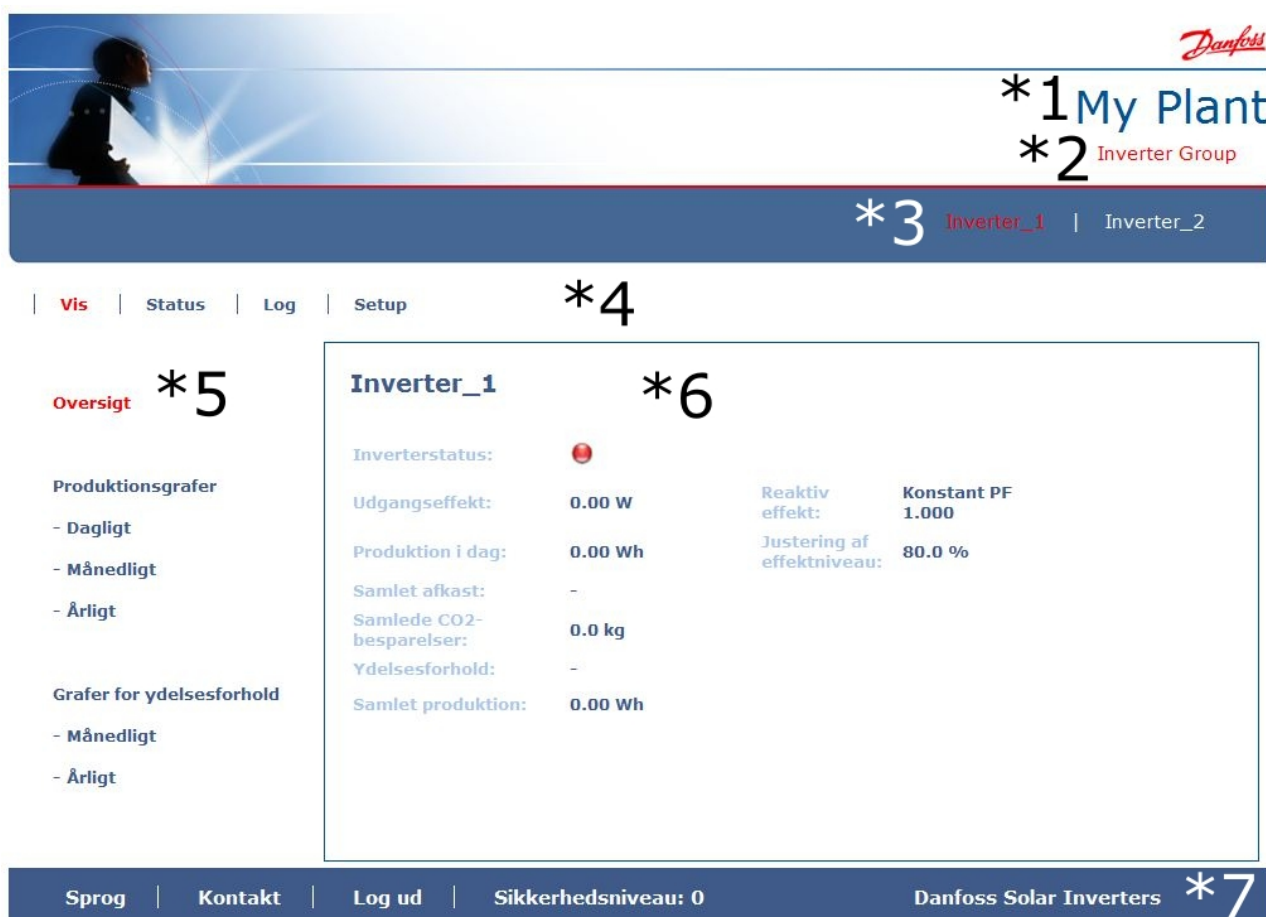 Danfoss
*1 My Plant
*2 Inverter Group
*3 Inverter_1 | Inverter_2
| Vis | Status | Log | Setup *4
Oversigt *5
Produktionsgrafer
- Dagligt
- Månedligt
- Årligt
Grafer for ydelsesforhold
- Månedligt
- Årligt
Inverter_1 *6
Inverterstatus:
Udgangseffekt: 0.00 W
Reaktiv effekt: Konstant PF 1.000
Produktion i dag: 0.00 Wh
Justering af effektniveau: 80.0 %
Samlet afkast: -
Samlede CO2-
besparelser: 0.0 kg
Ydelsesforhold: -
Samlet produktion: 0.00 Wh
Sprog | Kontakt | Log ud | Sikkerhedsniveau: 0 Danfoss Solar Inverters *7